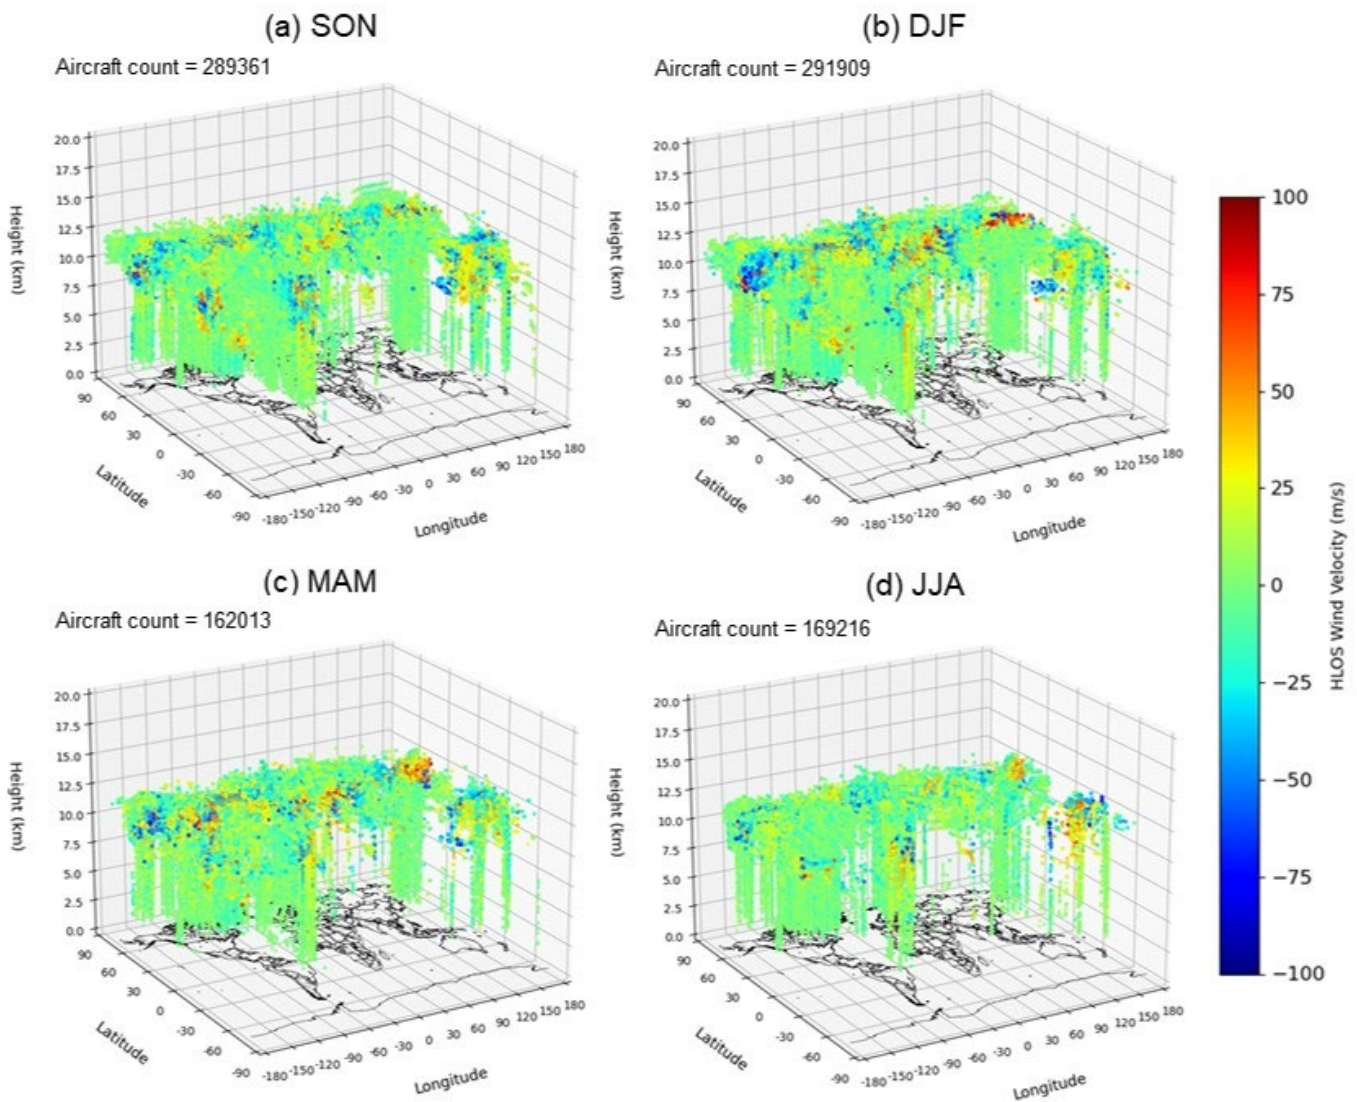 (a) SON
Aircraft count = 289361
20.0
17.5
15.0
12.5
10.0
7.5
5.0
2.5
0.0
Height (km)
90
60
30
0
-30
-60
-90
Latitude
-180 -150 -120 -90 -60 -30 0 30 60 90 120 150 180
Longitude
(b) DJF
Aircraft count = 291909
20.0
17.5
15.0
12.5
10.0
7.5
5.0
2.5
0.0
Height (km)
90
60
30
0
-30
-60
-90
Latitude
-180 -150 -120 -90 -60 -30 0 30 60 90 120 150 180
Longitude
(c) MAM
Aircraft count = 162013
20.0
17.5
15.0
12.5
10.0
7.5
5.0
2.5
0.0
Height (km)
90
60
30
0
-30
-60
-90
Latitude
-180 -150 -120 -90 -60 -30 0 30 60 90 120 150 180
Longitude
(d) JJA
Aircraft count = 169216
20.0
17.5
15.0
12.5
10.0
7.5
5.0
2.5
0.0
Height (km)
90
60
30
0
-30
-60
-90
Latitude
-180 -150 -120 -90 -60 -30 0 30 60 90 120 150 180
Longitude
100
75
50
25
0
−25
−50
−75
−100
HLOS Wind Velocity (m/s)